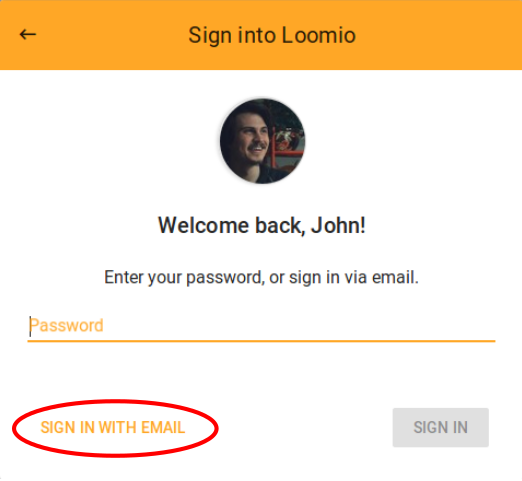 Sign into Loomio
Welcome back, John!
Enter your password, or sign in via email.
Password
SIGN IN WITH EMAIL
SIGN IN